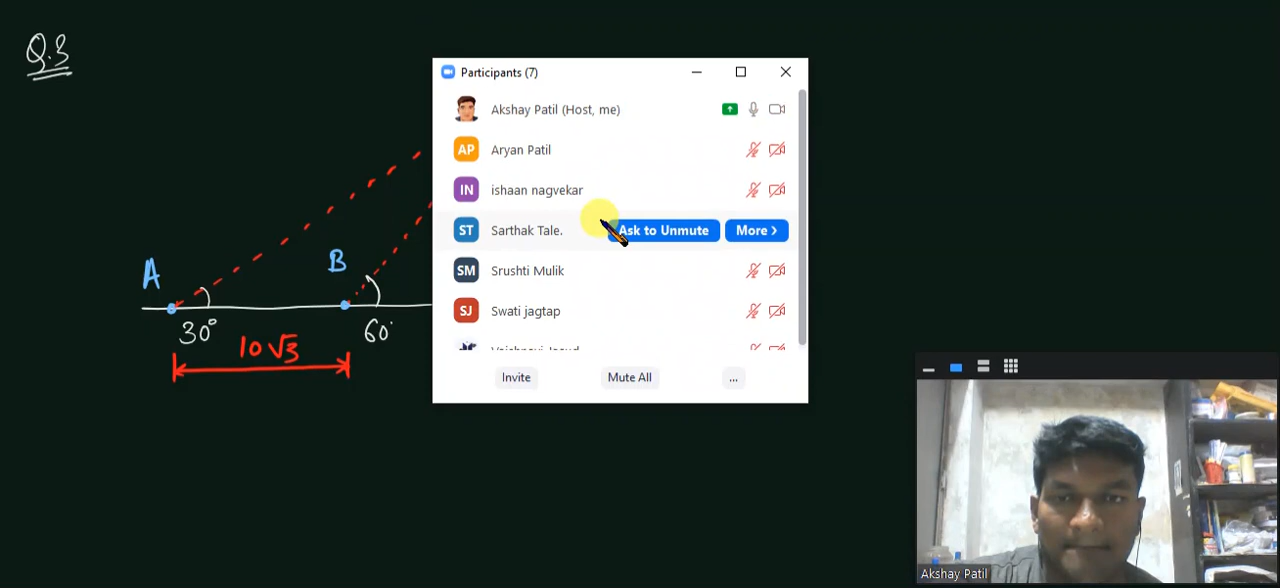 Q.3
Participants (7)
Akshay Patil (Host, me)
AP Aryan Patil
IN ishaan nagvekar
ST Sarthak Tale. Ask to Unmute More >
SM Srushti Mulik
SJ Swati jagtap
Invite Mute All ...
A
B
30°
60°
10√3
Akshay Patil